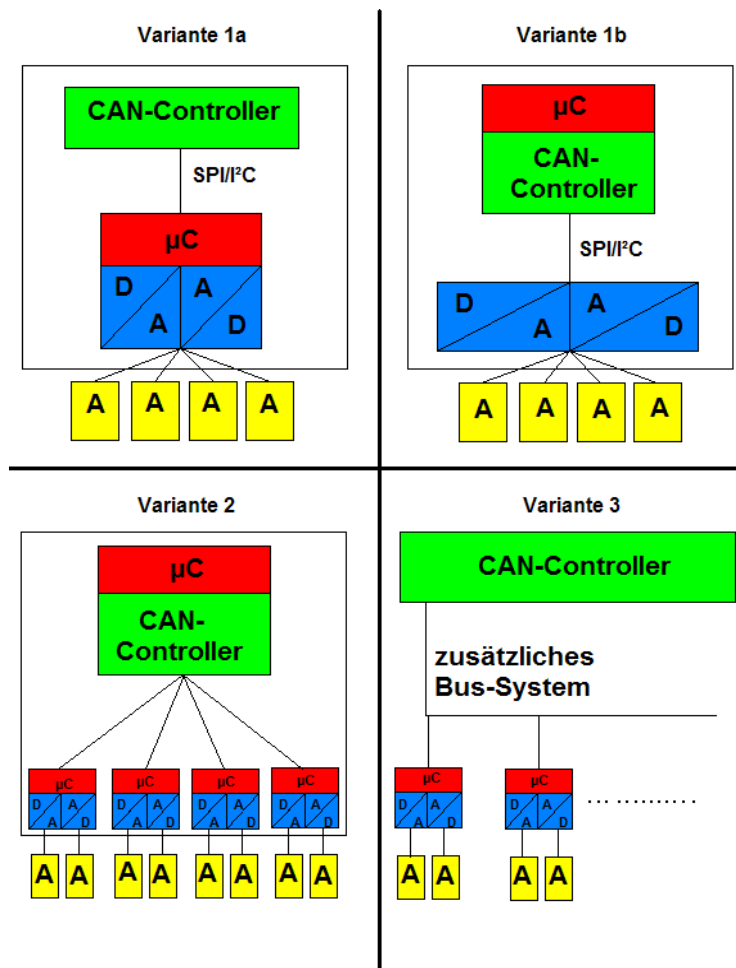 Variante 1a
CAN-Controller
SPI/I²C
µC
D A
A D
A A A A
Variante 1b
µC
CAN-
Controller
SPI/I²C
D A
A D
A A A A
Variante 2
µC
CAN-
Controller
µC µC µC µC
D A D A D A D A
A D A D A D A D
A A A A A A A A
Variante 3
CAN-Controller
zusätzliches
Bus-System
µC µC
D A D A
A D A D
A A A A